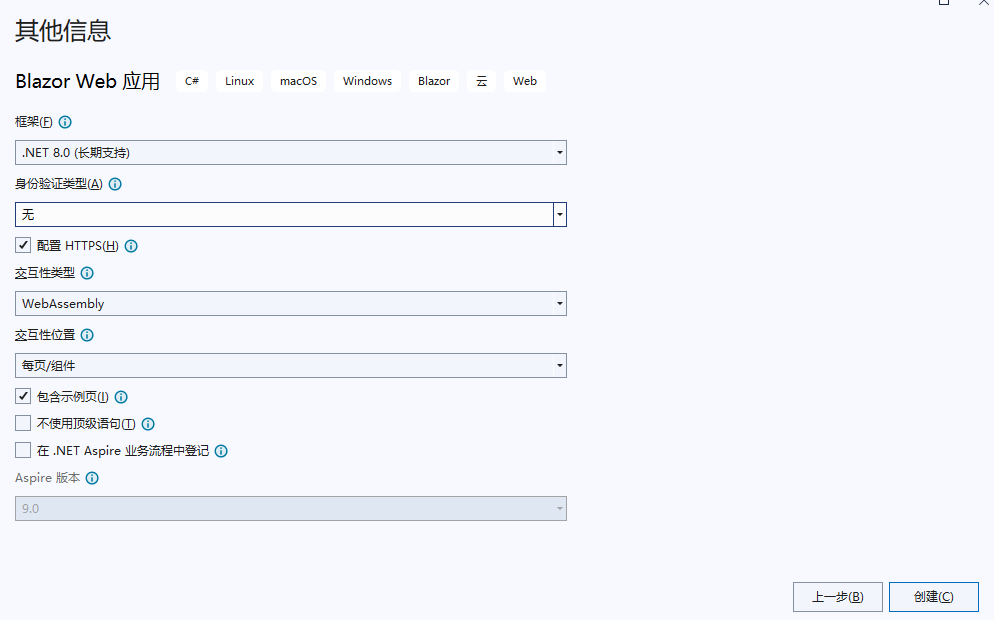 其他信息
Blazor Web 应用 C# Linux macOS Windows Blazor 云 Web
框架(F)
.NET 8.0 (长期支持)
身份验证类型(A)
无
配置 HTTPS(H)
交互性类型
WebAssembly
交互性位置
每页/组件
包含示例页(I)
不使用顶级语句(T)
在 .NET Aspire 业务流程中登记
Aspire 版本
9.0
上一步(B) 创建(C)